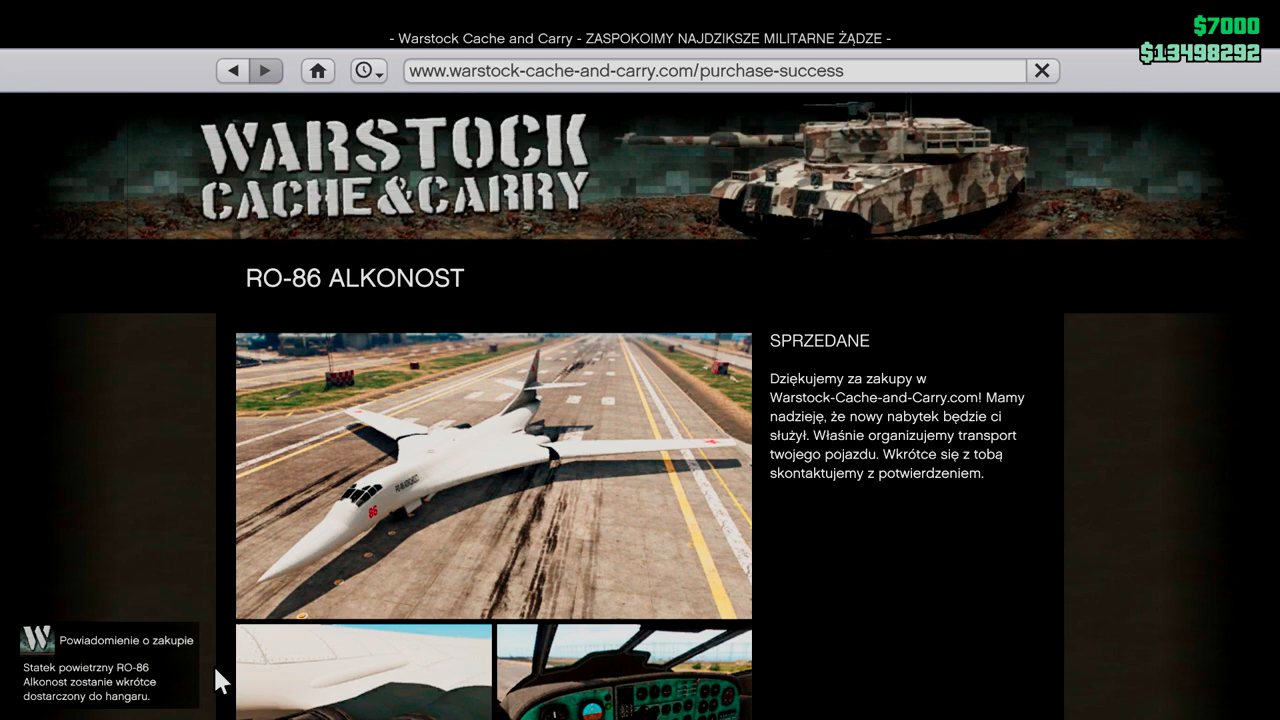 - Warstock Cache and Carry - ZASPOKOIMY NAJDZIKSZE MILITARNE ŻĄDZE -
$7000
$13498292
www.warstock-cache-and-carry.com/purchase-success
WARSTOCK
CACHE&CARRY
RO-86 ALKONOST
SPRZEDANE
Dziękujemy za zakupy w
Warstock-Cache-and-Carry.com! Mamy
nadzieję, że nowy nabytek będzie ci
służył. Właśnie organizujemy transport
twojego pojazdu. Wkrótce się z tobą
skontaktujemy z potwierdzeniem.
86
W
Powiadomienie o zakupie
Statek powietrzny RO-86
Alkonost zostanie wkrótce
dostarczony do hangaru.